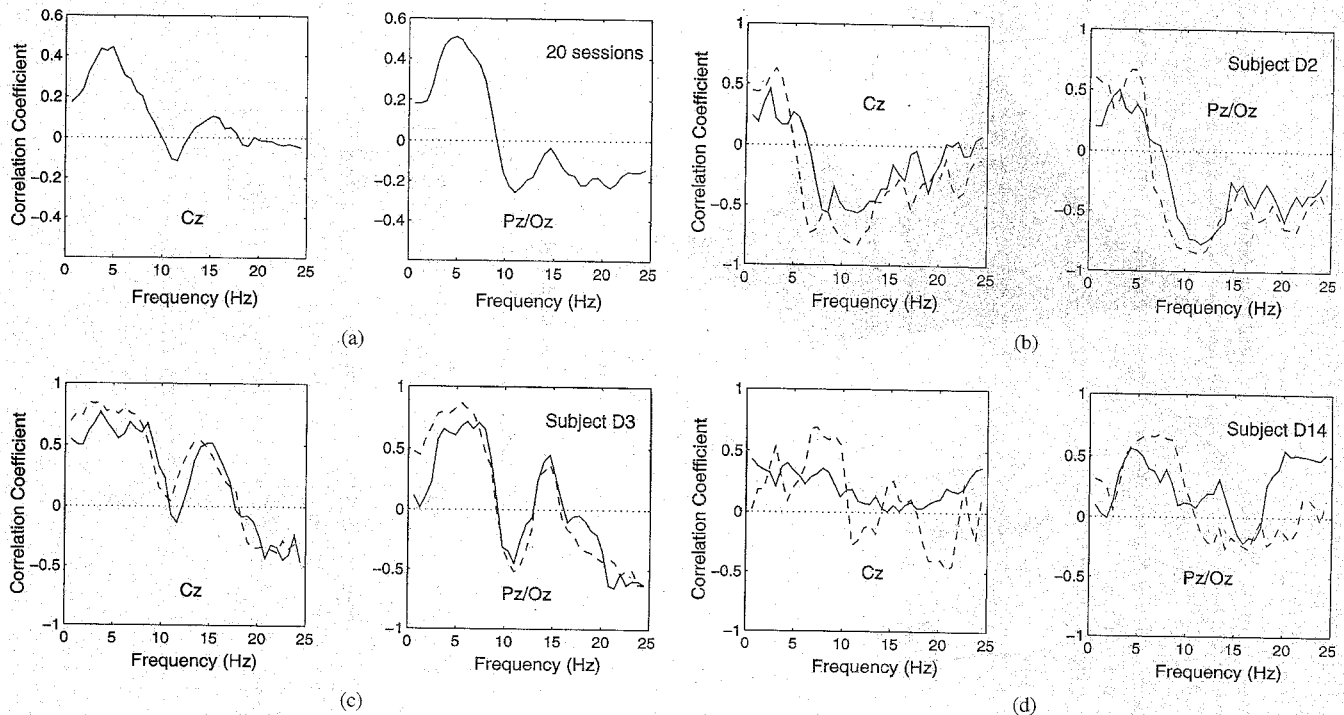 0.6
0.4
0.2
0
−0.2
−0.4
0 5 10 15 20 25
Correlation Coefficient
Frequency (Hz)
Cz
0.6
0.4
0.2
0
−0.2
−0.4
0 5 10 15 20 25
Frequency (Hz)
20 sessions
Pz/Oz
(a)
1
0.5
0
−0.5
−1
0 5 10 15 20 25
Correlation Coefficient
Frequency (Hz)
Cz
1
0.5
0
−0.5
−1
0 5 10 15 20 25
Frequency (Hz)
Subject D2
Pz/Oz
(b)
1
0.5
0
−0.5
−1
0 5 10 15 20 25
Correlation Coefficient
Frequency (Hz)
Cz
1
0.5
0
−0.5
−1
0 5 10 15 20 25
Frequency (Hz)
Subject D3
Pz/Oz
(c)
1
0.5
0
−0.5
−1
0 5 10 15 20 25
Correlation Coefficient
Frequency (Hz)
Cz
1
0.5
0
−0.5
−1
0 5 10 15 20 25
Frequency (Hz)
Subject D14
Pz/Oz
(d)